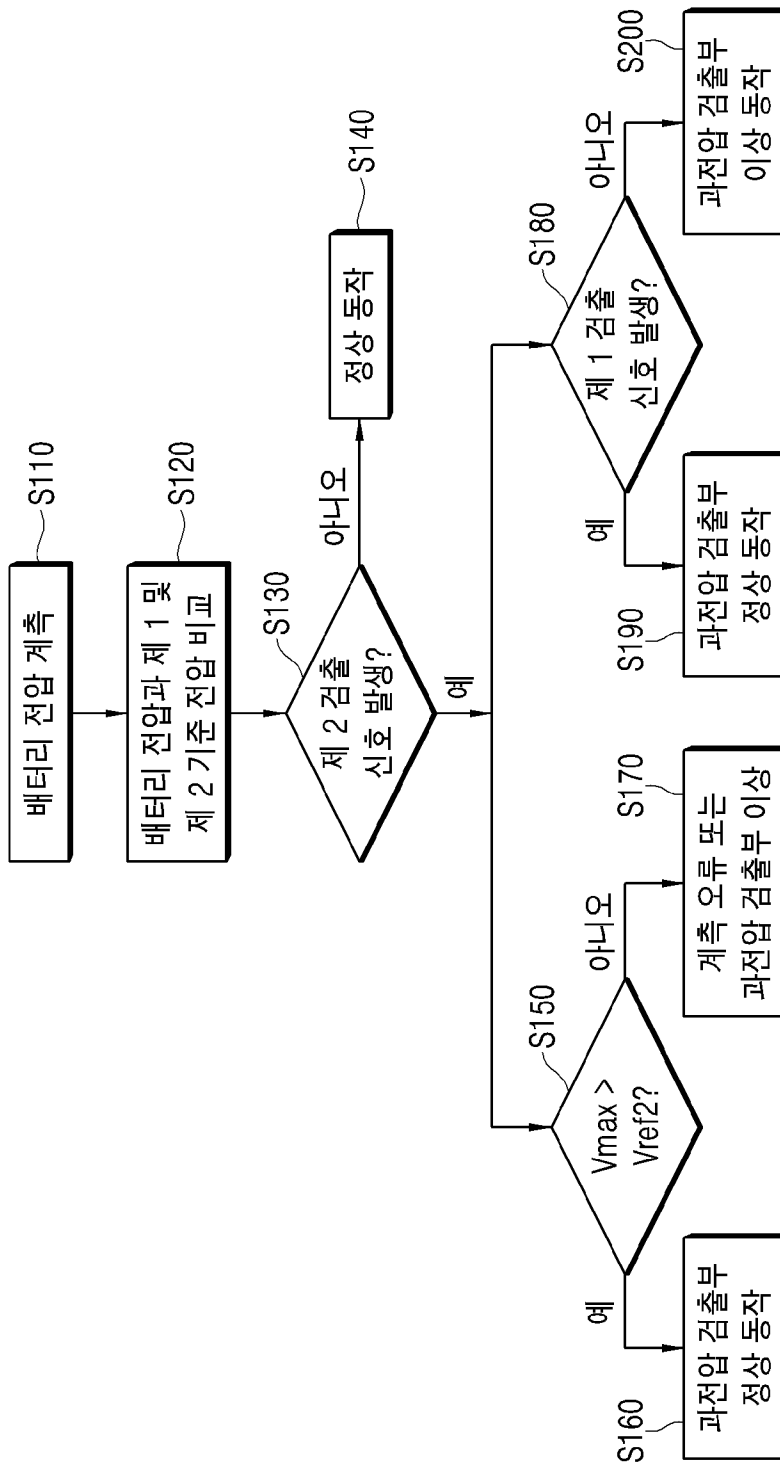 배터리 전압 계측
S110
배터리 전압과 제 1 및
제 2 기준 전압 비교
S120
제 2 검출
신호 발생?
S130
아니오
정상 동작
S140
예
Vmax >
Vref2?
S150
예
아니오
과전압 검출부
정상 동작
S160
계측 오류 또는
과전압 검출부 이상
S170
제 1 검출
신호 발생?
S180
예
아니오
과전압 검출부
정상 동작
S190
과전압 검출부
이상 동작
S200